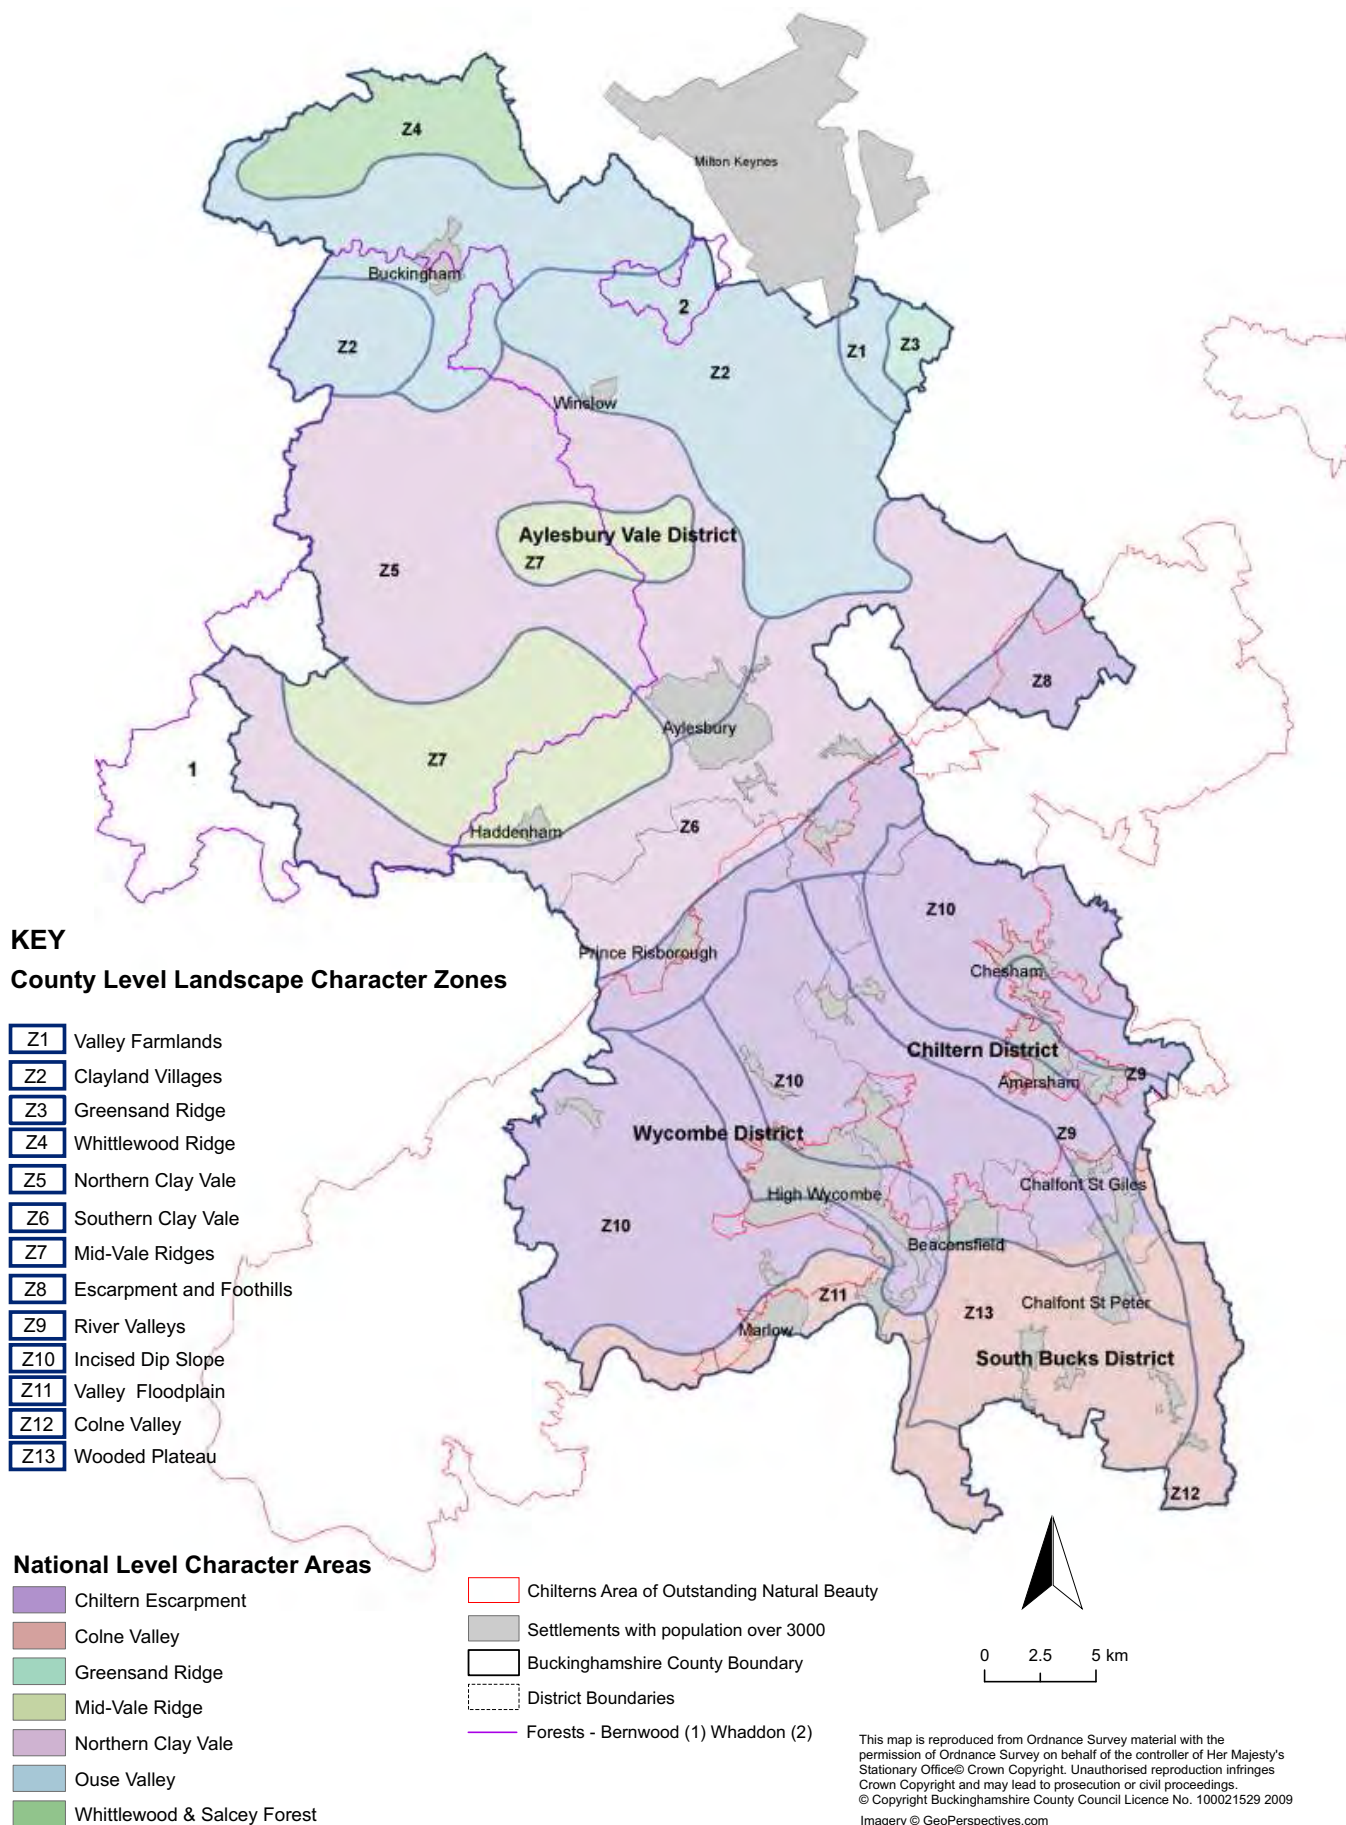 Z4
Milton Keynes
Buckingham
2
Z2
Z2
Z1
Z3
Winslow
Aylesbury Vale District
Z7
Z5
Z8
Aylesbury
1
Z7
Haddenham
Z6
Z10
Prince Risborough
Chesham
Chiltern District
Z10
Amersham
Z9
Wycombe District
Z9
High Wycombe
Chalfont St Giles
Z10
Beaconsfield
Z11
Z13
Chalfont St Peter
Marlow
South Bucks District
Z12
KEY
County Level Landscape Character Zones
Z1 Valley Farmlands
Z2 Clayland Villages
Z3 Greensand Ridge
Z4 Whittlewood Ridge
Z5 Northern Clay Vale
Z6 Southern Clay Vale
Z7 Mid-Vale Ridges
Z8 Escarpment and Foothills
Z9 River Valleys
Z10 Incised Dip Slope
Z11 Valley Floodplain
Z12 Colne Valley
Z13 Wooded Plateau
National Level Character Areas
Chiltern Escarpment
Colne Valley
Greensand Ridge
Mid-Vale Ridge
Northern Clay Vale
Ouse Valley
Whittlewood & Salcey Forest
Chilterns Area of Outstanding Natural Beauty
Settlements with population over 3000
Buckinghamshire County Boundary
District Boundaries
Forests - Bernwood (1) Whaddon (2)
0 2.5 5 km
This map is reproduced from Ordnance Survey material with the
permission of Ordnance Survey on behalf of the controller of Her Majesty's
Stationary Office© Crown Copyright. Unauthorised reproduction infringes
Crown Copyright and may lead to prosecution or civil proceedings.
© Copyright Buckinghamshire County Council Licence No. 100021529 2009
Imagery © GeoPerspectives.com